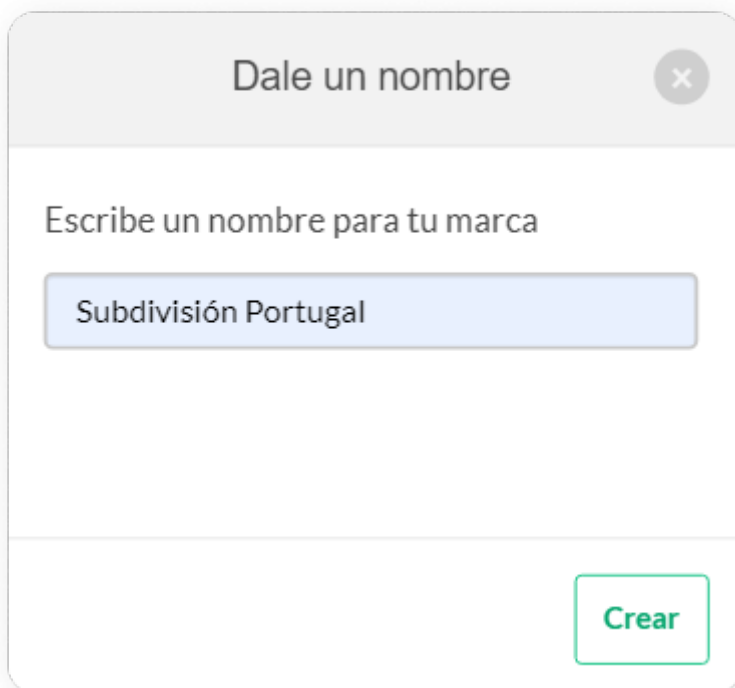 Dale un nombre
Escribe un nombre para tu marca
Subdivisión Portugal
Crear